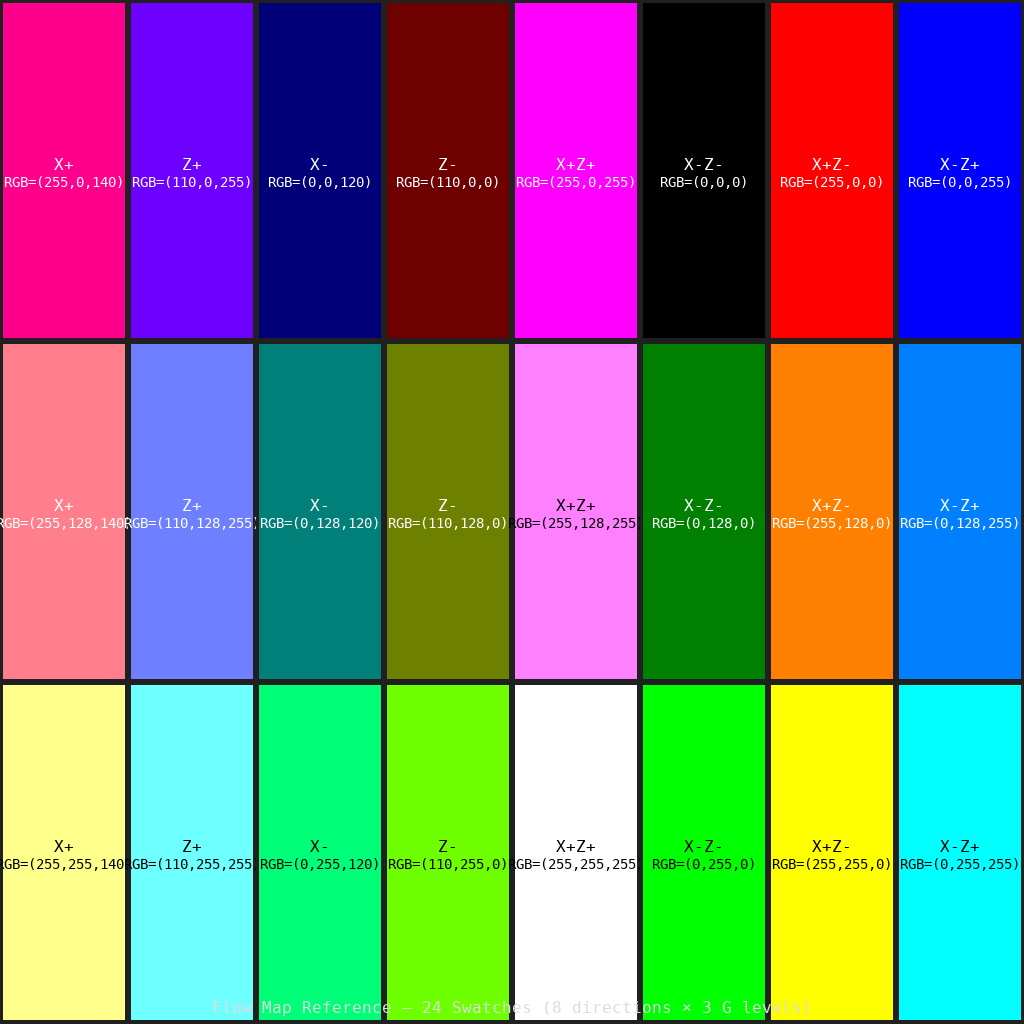 X+
RGB=(255,0,140)
Z+
RGB=(110,0,255)
X-
RGB=(0,0,120)
Z-
RGB=(110,0,0)
X+Z+
RGB=(255,0,255)
X-Z-
RGB=(0,0,0)
X+Z-
RGB=(255,0,0)
X-Z+
RGB=(0,0,255)
X+
RGB=(255,128,140)
Z+
RGB=(110,128,255)
X-
RGB=(0,128,120)
Z-
RGB=(110,128,0)
X+Z+
RGB=(255,128,255)
X-Z-
RGB=(0,128,0)
X+Z-
RGB=(255,128,0)
X-Z+
RGB=(0,128,255)
X+
RGB=(255,255,140)
Z+
RGB=(110,255,255)
X-
RGB=(0,255,120)
Z-
RGB=(110,255,0)
X+Z+
RGB=(255,255,255)
X-Z-
RGB=(0,255,0)
X+Z-
RGB=(255,255,0)
X-Z+
RGB=(0,255,255)
Flow Map Reference — 24 Swatches (8 directions × 3 G levels)